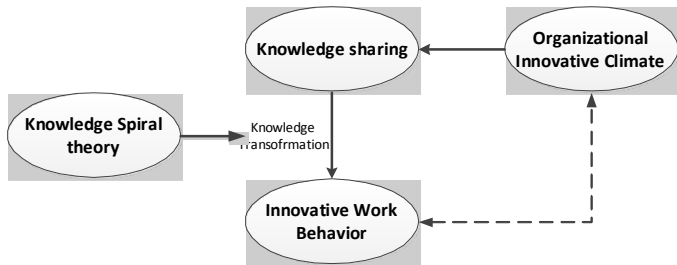 Knowledge sharing
Organizational
Innovative Climate
Knowledge Spiral
theory
Knowledge
Transofrmation
Innovative Work
Behavior